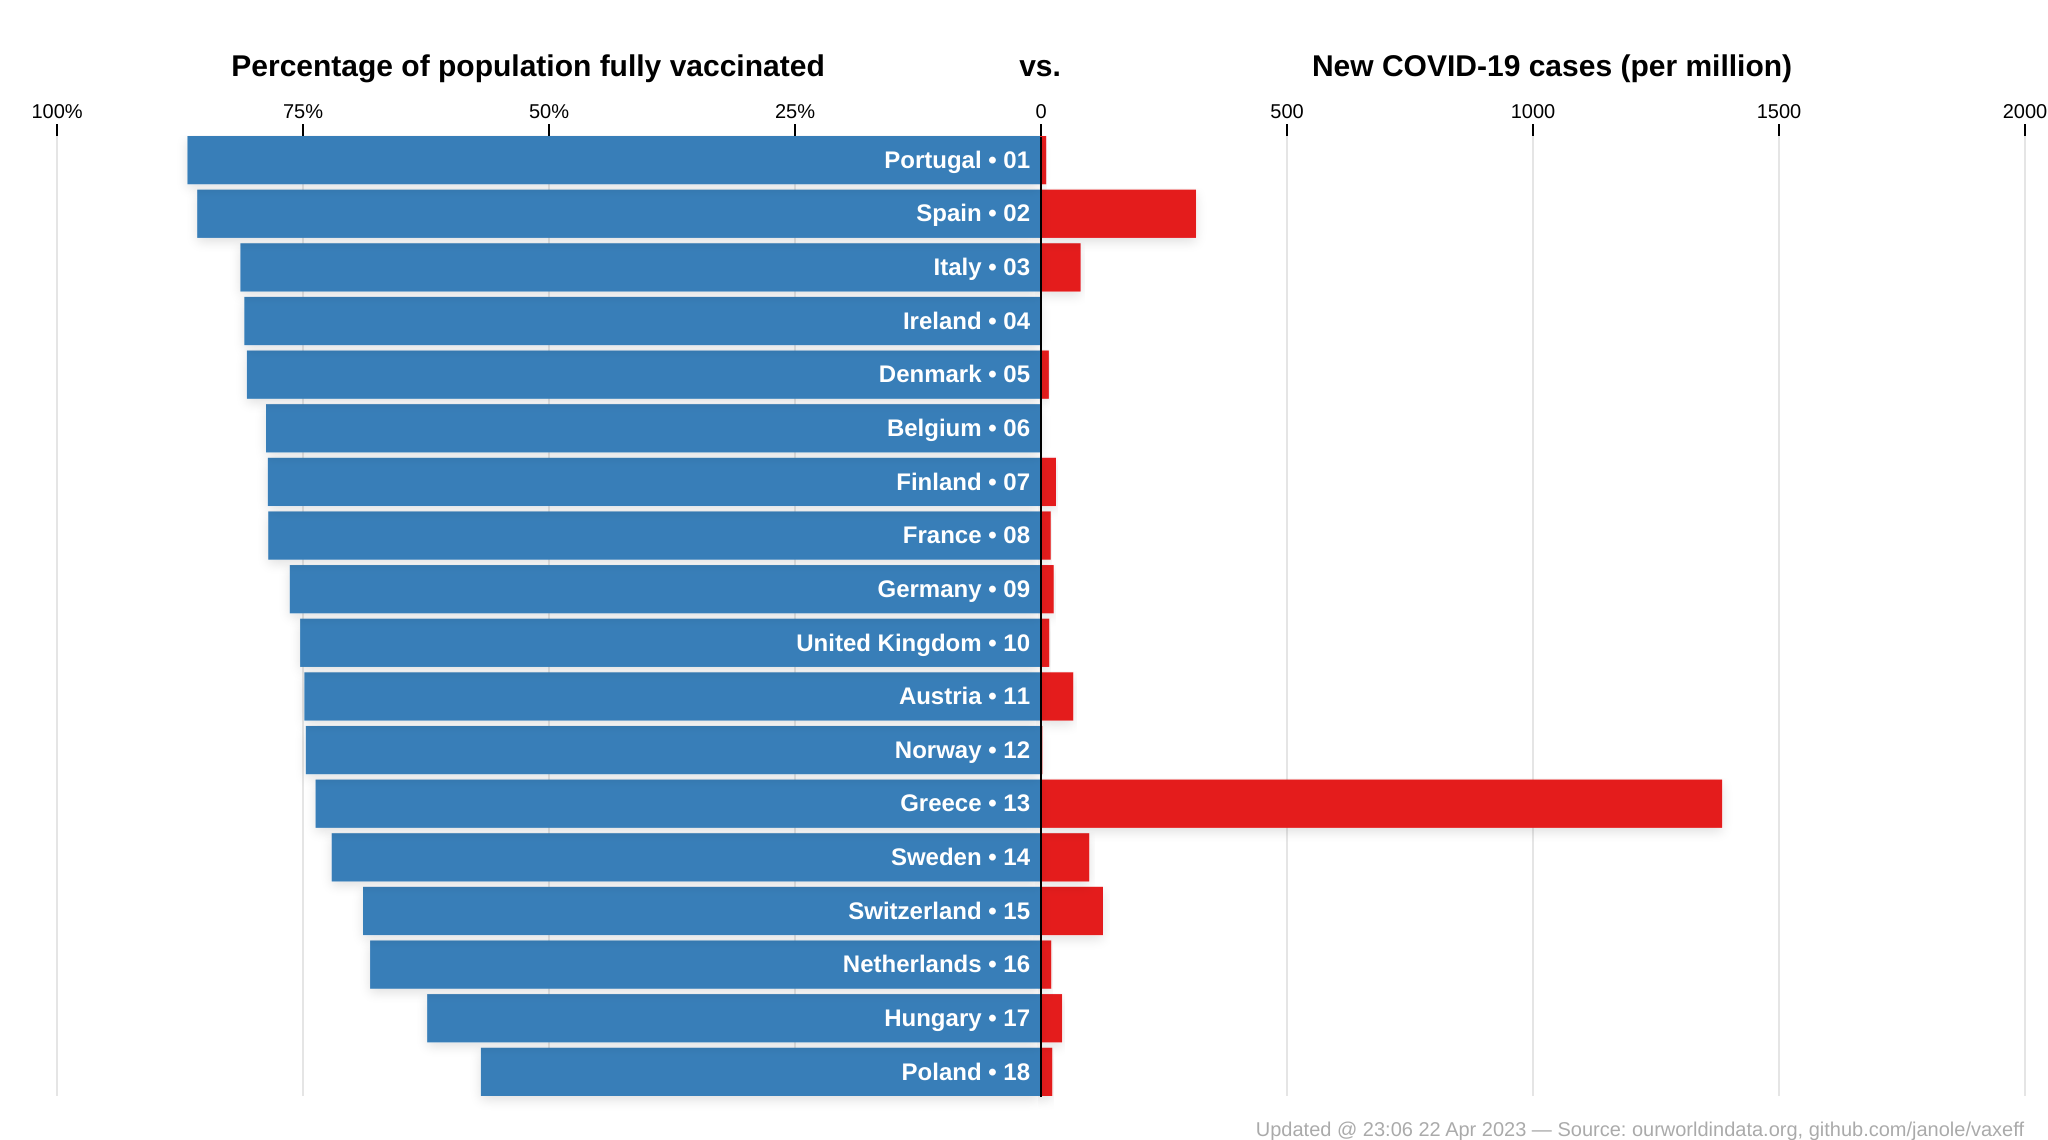 Percentage of population fully vaccinated vs. New COVID-19 cases (per million)
100% 75% 50% 25% 0 500 1000 1500 2000
Portugal • 01
Spain • 02
Italy • 03
Ireland • 04
Denmark • 05
Belgium • 06
Finland • 07
France • 08
Germany • 09
United Kingdom • 10
Austria • 11
Norway • 12
Greece • 13
Sweden • 14
Switzerland • 15
Netherlands • 16
Hungary • 17
Poland • 18
Updated @ 23:06 22 Apr 2023 — Source: ourworldindata.org, github.com/janole/vaxeff